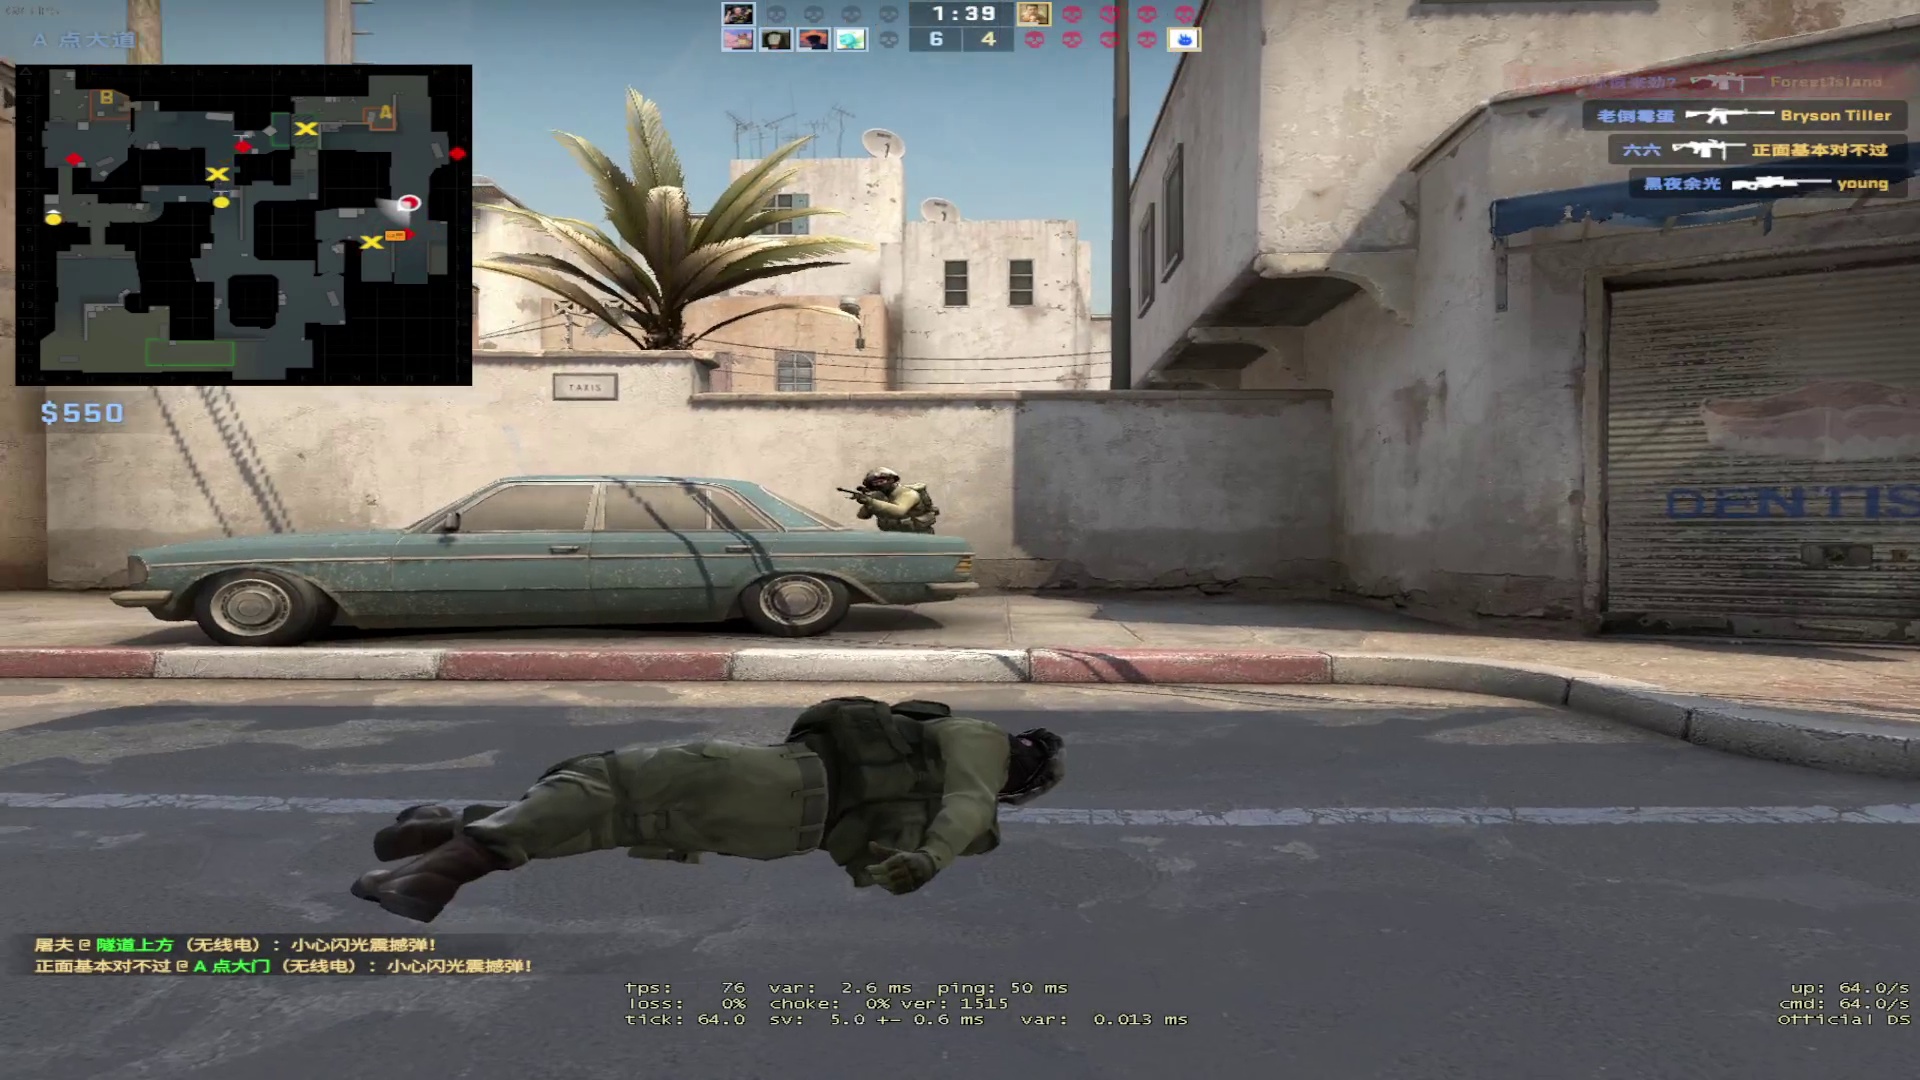 A 点大道
1:39
6 4
B
A
$550
ForestIsland
老倒霉蛋 Bryson Tiller
六六 正面基本对不过
黑夜余光 young
TAXIS
DENTIS
屠夫@隧道上方（无线电）：小心闪光震撼弹！
正面基本对不过@A 点大门（无线电）：小心闪光震撼弹！
fps: 76 var: 2.6 ms ping: 50 ms
loss: 0% choke: 0% ver: 1515
tick: 64.0 sv: 5.0 +- 0.6 ms var: 0.013 ms
up: 64.0/s
cmd: 64.0/s
Official DS